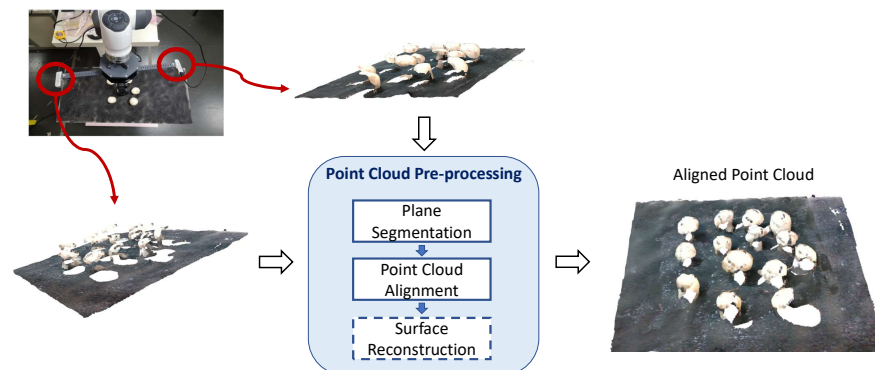 Point Cloud Pre-processing
Plane
Segmentation
Point Cloud
Alignment
Surface
Reconstruction
Aligned Point Cloud